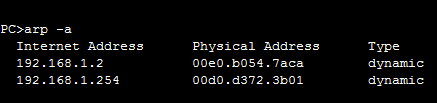 PC>arp -a
Internet Address Physical Address Type
192.168.1.2 00e0.b054.7aca dynamic
192.168.1.254 00d0.d372.3b01 dynamic